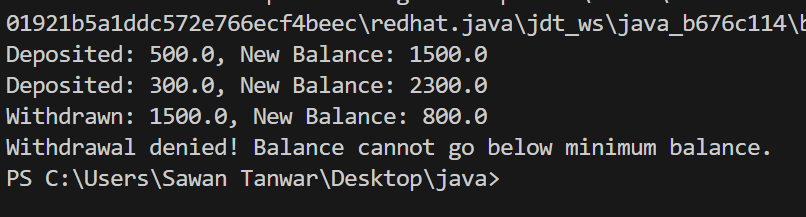 01921b5a1ddc572e766ecf4beec\redhat.java\jdt_ws\java_b676c114\b
Deposited: 500.0, New Balance: 1500.0
Deposited: 300.0, New Balance: 2300.0
Withdrawn: 1500.0, New Balance: 800.0
Withdrawal denied! Balance cannot go below minimum balance.
PS C:\Users\Sawan Tanwar\Desktop\java>